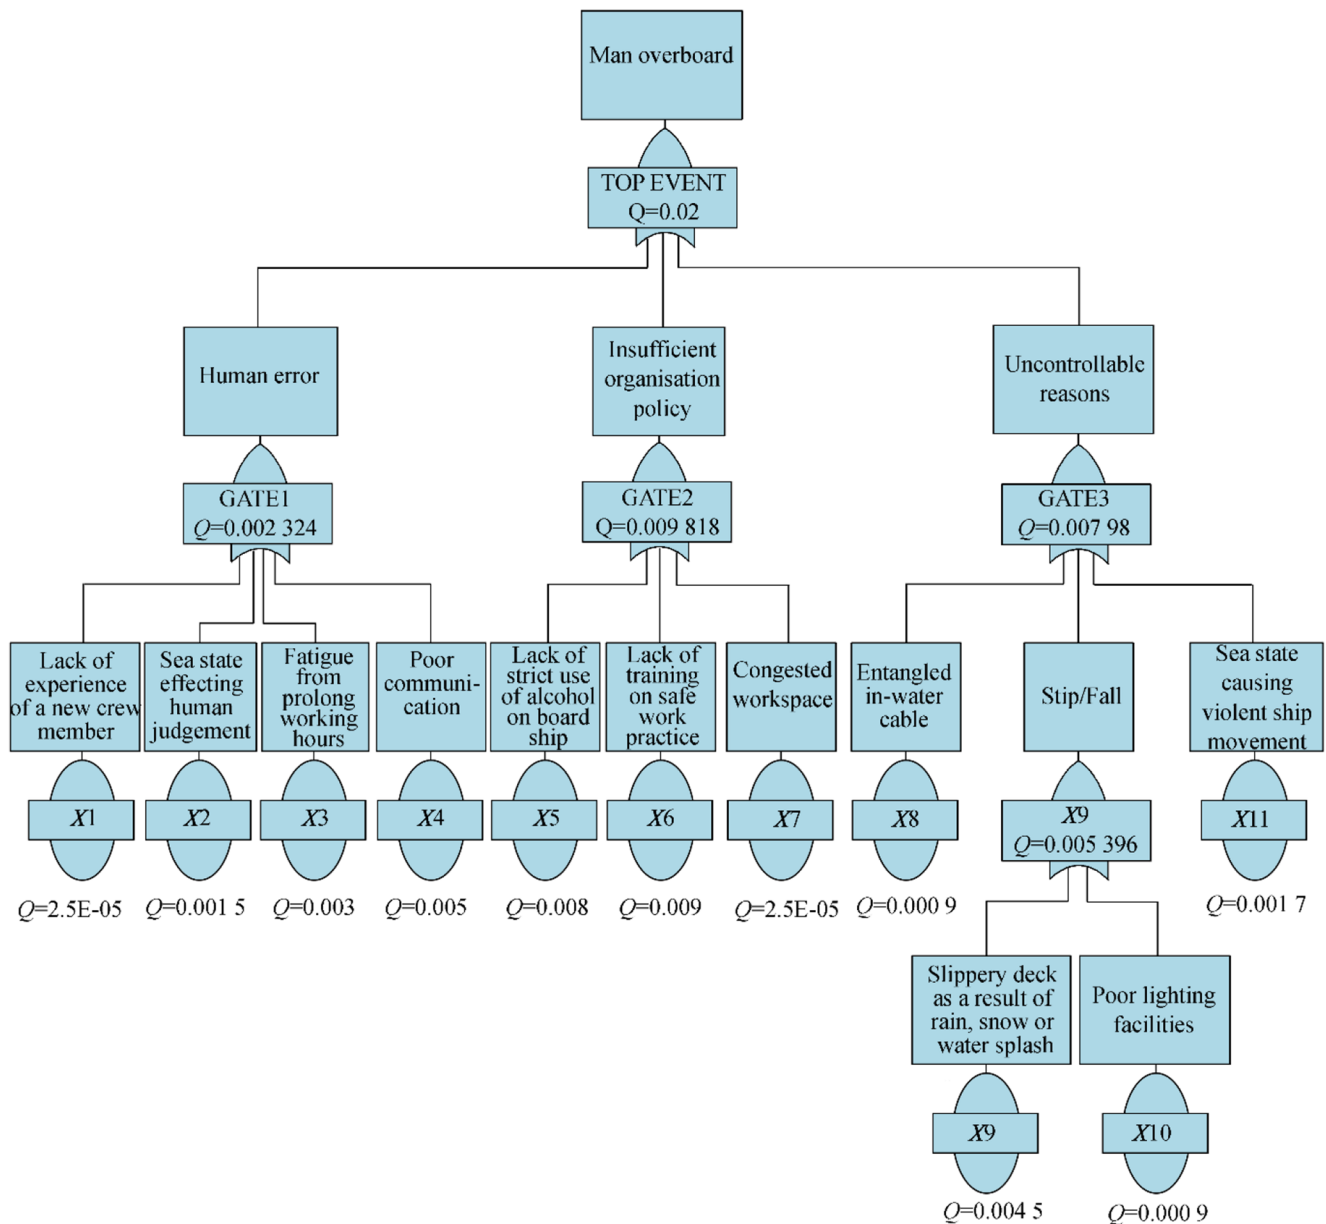 Man overboard
TOP EVENT
Q=0.02
Human error
Insufficient
organisation
policy
Uncontrollable
reasons
GATE1
Q=0.002 324
GATE2
Q=0.009 818
GATE3
Q=0.007 98
Lack of
experience
of a new crew
member
Sea state
effecting
human
judgement
Fatigue
from
prolong
working
hours
Poor
communi-
cation
Lack of
strict use
of alcohol
on board
ship
Lack of
training
on safe
work
practice
Congested
workspace
Entangled
in-water
cable
Stip/Fall
Sea state
causing
violent ship
movement
X1
X2
X3
X4
X5
X6
X7
X8
X9
Q=0.005 396
X11
Q=2.5E-05
Q=0.001 5
Q=0.003
Q=0.005
Q=0.008
Q=0.009
Q=2.5E-05
Q=0.000 9
Q=0.001 7
Slippery deck
as a result of
rain, snow or
water splash
Poor lighting
facilities
X9
X10
Q=0.004 5
Q=0.000 9